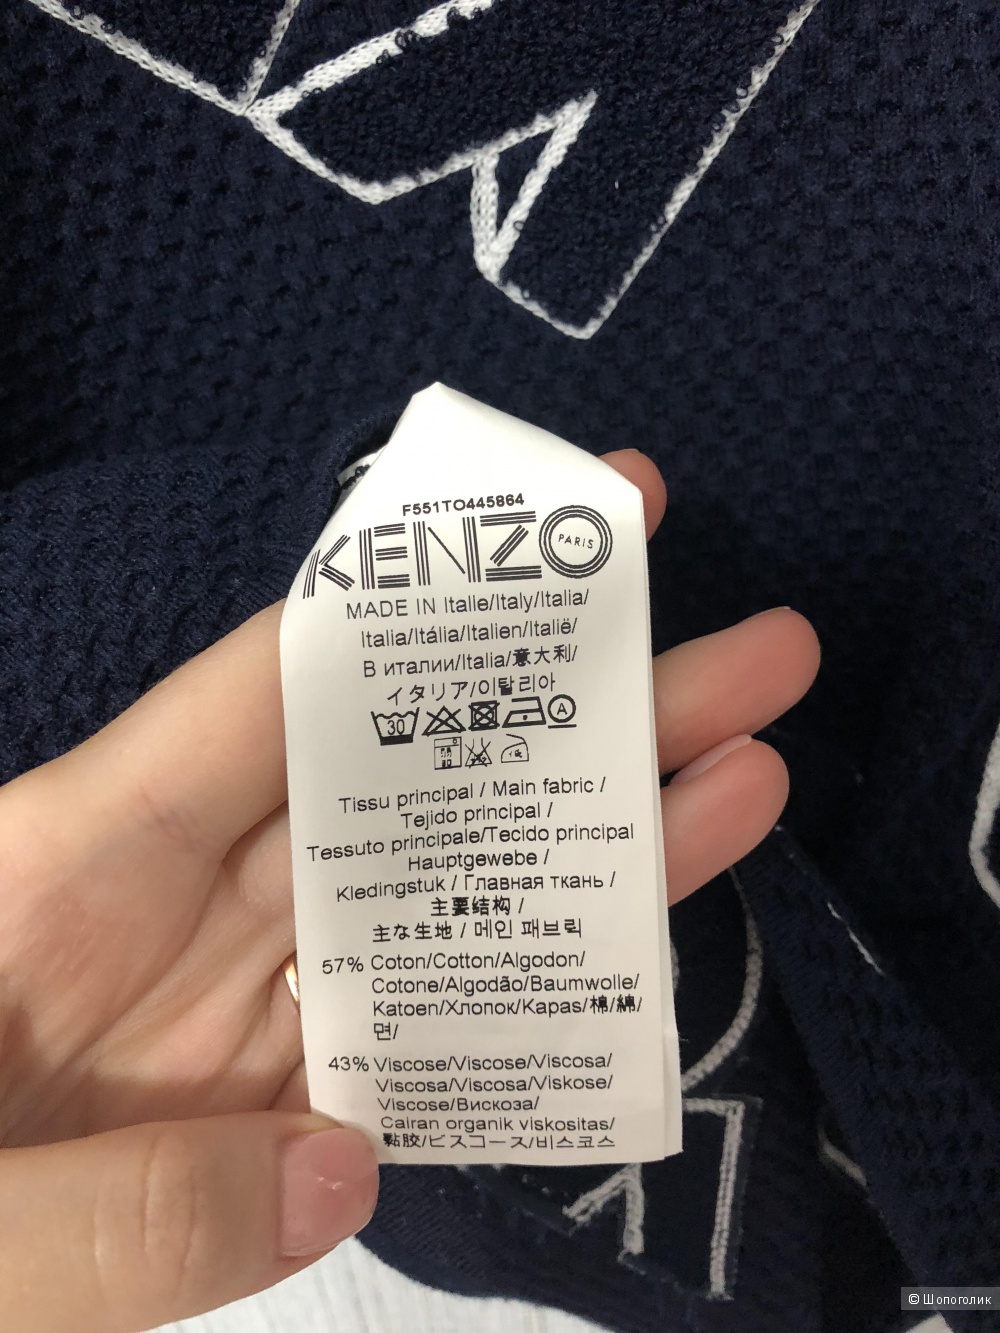 F551TO445864
KENZO PARIS
MADE IN Italie/Italy/Italia/
Italia/Itália/Italien/Italië/
В италии/Italia/意大利/
イタリア/이탈리아
30 A
Tissu principal / Main fabric /
Tejido principal /
Tessuto principale/Tecido principal
Hauptgewebe /
Kledingstuk / Главная ткань /
主要结构 /
主な生地 / 메인 패브릭
57% Coton/Cotton/Algodon/
Cotone/Algodão/Baumwolle/
Katoen/Хлопок/Kapas/棉/綿/
면/
43% Viscose/Viscose/Viscosa/
Viscosa/Viscosa/Viskose/
Viscose/Вискоза/
Cairan organik viskositas/
黏胶/ビスコース/비스코스
© Шопоголик